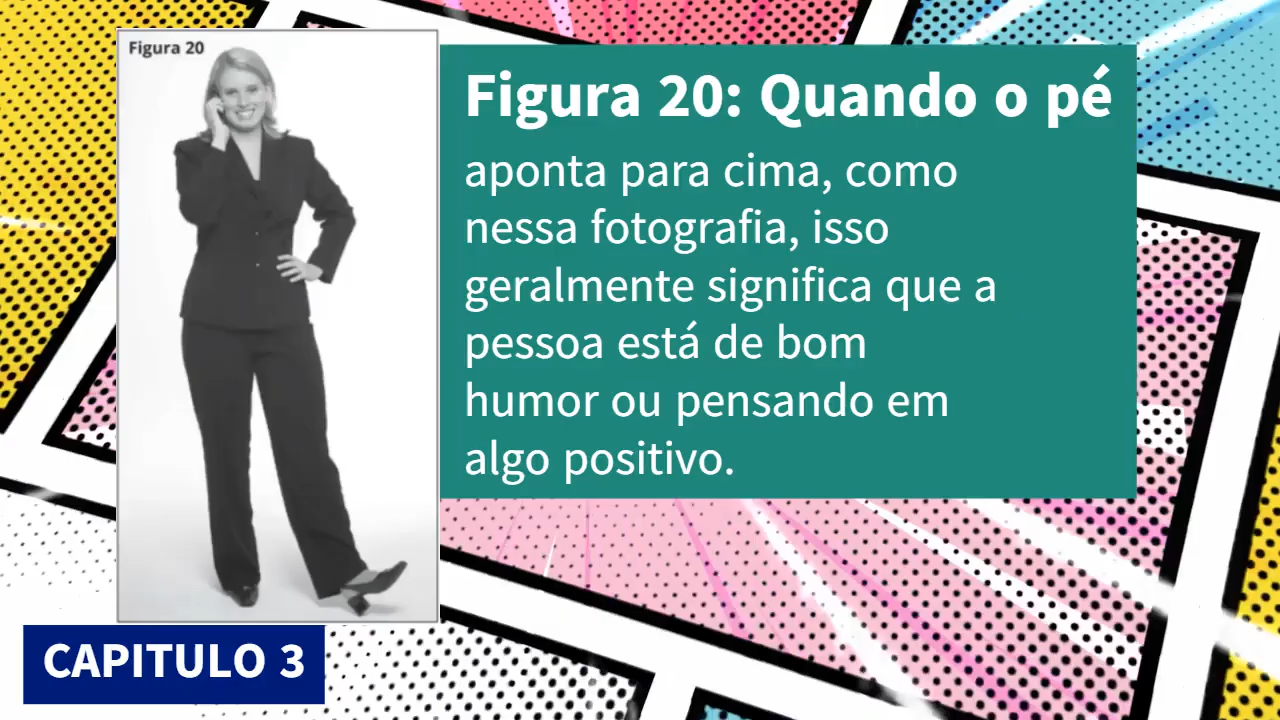 Figura 20
Figura 20: Quando o pé
aponta para cima, como
nessa fotografia, isso
geralmente significa que a
pessoa está de bom
humor ou pensando em
algo positivo.
CAPITULO 3